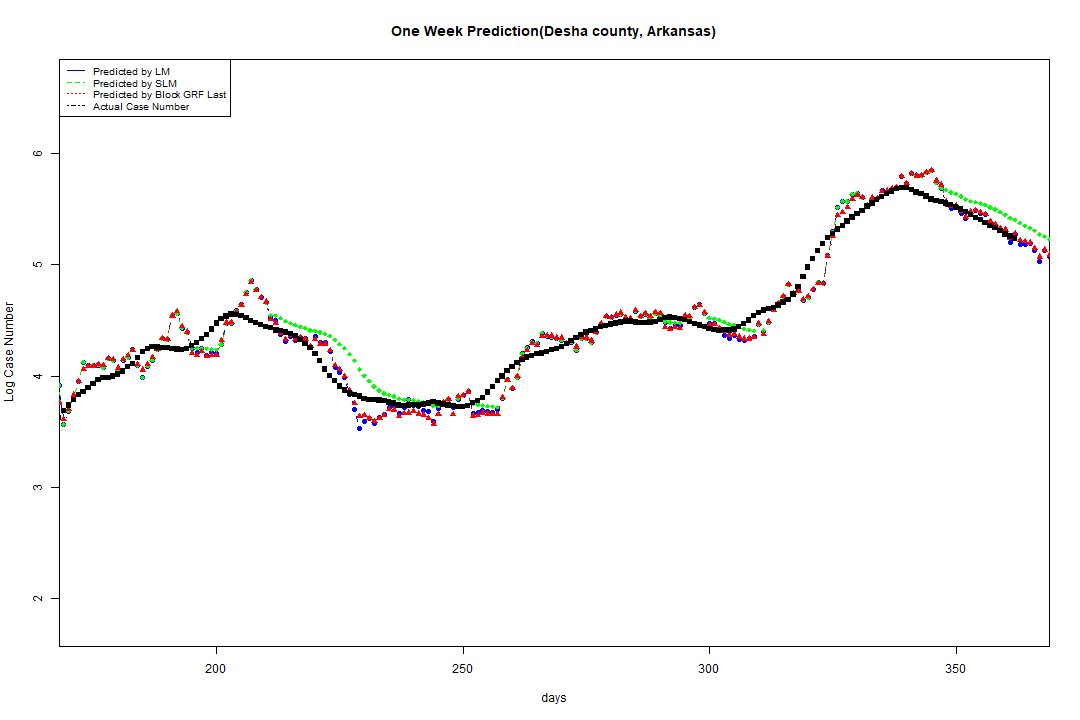 One Week Prediction(Desha county, Arkansas)
Predicted by LM
Predicted by SLM
Predicted by Block GRF Last
Actual Case Number
Log Case Number
6
5
4
3
2
200
250
300
350
days